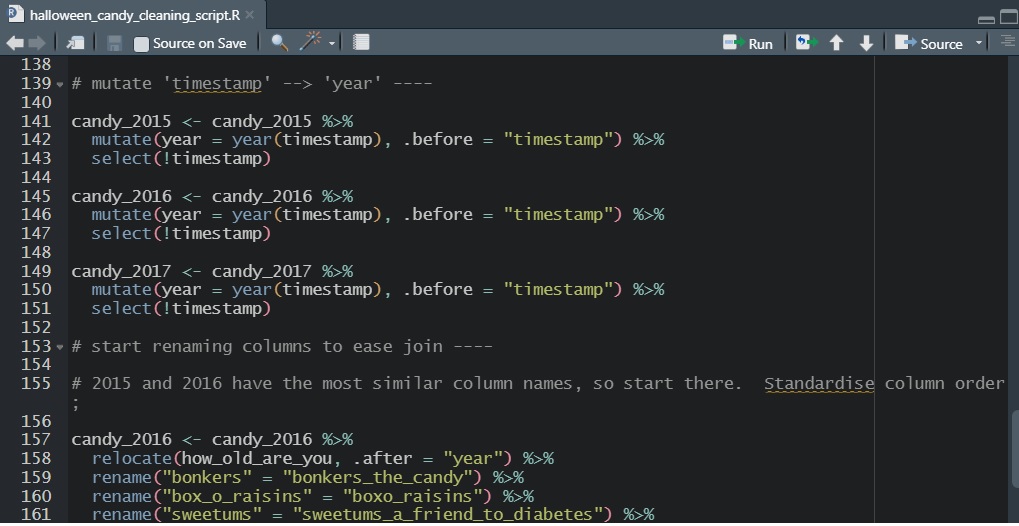 halloween_candy_cleaning_script.R
Source on Save
Run
Source
138
139 # mutate 'timestamp' --> 'year' ----
140
141 candy_2015 <- candy_2015 %>%
142   mutate(year = year(timestamp), .before = "timestamp") %>%
143   select(!timestamp)
144
145 candy_2016 <- candy_2016 %>%
146   mutate(year = year(timestamp), .before = "timestamp") %>%
147   select(!timestamp)
148
149 candy_2017 <- candy_2017 %>%
150   mutate(year = year(timestamp), .before = "timestamp") %>%
151   select(!timestamp)
152
153 # start renaming columns to ease join ----
154
155 # 2015 and 2016 have the most similar column names, so start there.  Standardise column order
;
156
157 candy_2016 <- candy_2016 %>%
158   relocate(how_old_are_you, .after = "year") %>%
159   rename("bonkers" = "bonkers_the_candy") %>%
160   rename("box_o_raisins" = "boxo_raisins") %>%
161   rename("sweetums" = "sweetums_a_friend_to_diabetes") %>%